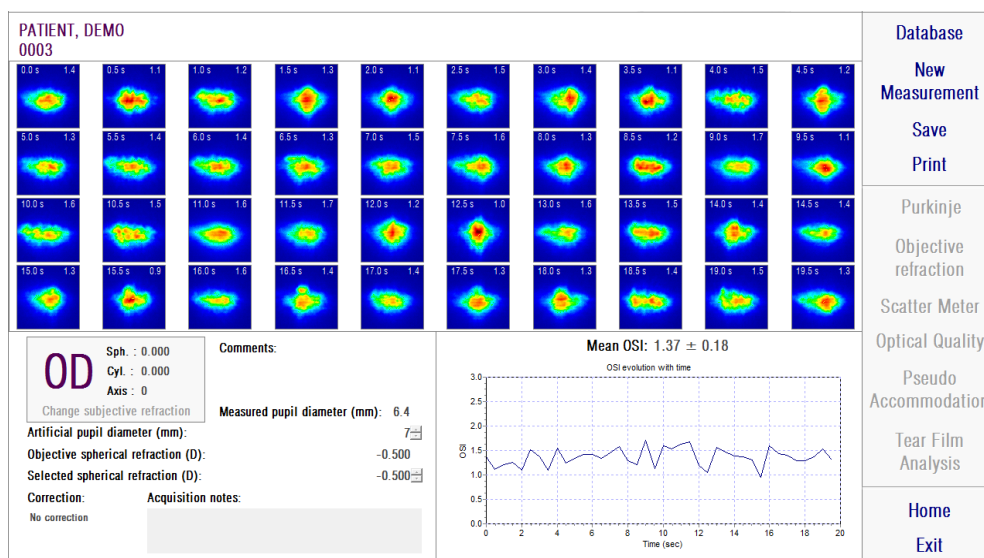 PATIENT, DEMO
0003
0.0 s 1.4
0.5 s 1.1
1.0 s 1.2
1.5 s 1.3
2.0 s 1.1
2.5 s 1.5
3.0 s 1.4
3.5 s 1.1
4.0 s 1.5
4.5 s 1.2
5.0 s 1.3
5.5 s 1.4
6.0 s 1.4
6.5 s 1.3
7.0 s 1.5
7.5 s 1.6
8.0 s 1.3
8.5 s 1.2
9.0 s 1.7
9.5 s 1.1
10.0 s 1.6
10.5 s 1.5
11.0 s 1.6
11.5 s 1.7
12.0 s 1.2
12.5 s 1.0
13.0 s 1.6
13.5 s 1.5
14.0 s 1.4
14.5 s 1.4
15.0 s 1.3
15.5 s 0.9
16.0 s 1.6
16.5 s 1.4
17.0 s 1.4
17.5 s 1.3
18.0 s 1.3
18.5 s 1.4
19.0 s 1.5
19.5 s 1.3
OD
Sph. : 0.000
Cyl. : 0.000
Axis : 0
Change subjective refraction
Comments:
Measured pupil diameter (mm): 6.4
Artificial pupil diameter (mm): 7
Objective spherical refraction (D): -0.500
Selected spherical refraction (D): -0.500
Correction:
No correction
Acquisition notes:
Mean OSI: 1.37 ± 0.18
OSI evolution with time
OSI
3.0
2.5
2.0
1.5
1.0
0.5
0.0
0 2 4 6 8 10 12 14 16 18 20
Time (sec)
Database
New
Measurement
Save
Print
Purkinje
Objective
refraction
Scatter Meter
Optical Quality
Pseudo
Accommodation
Tear Film
Analysis
Home
Exit